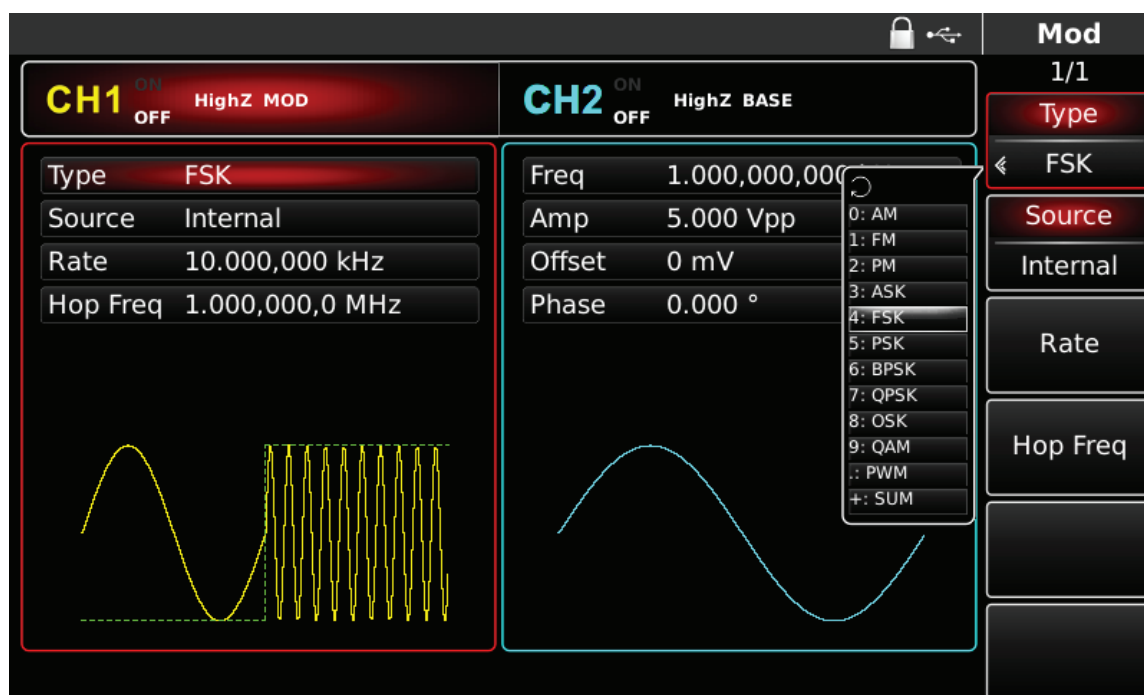 Mod
1/1
CH1 ON OFF HighZ MOD
CH2 ON OFF HighZ BASE
Type
FSK
Source
Internal
Rate
Hop Freq
Type FSK
Source Internal
Rate 10.000,000 kHz
Hop Freq 1.000,000,0 MHz
Freq 1.000,000,000
Amp 5.000 Vpp
Offset 0 mV
Phase 0.000 °
0: AM
1: FM
2: PM
3: ASK
4: FSK
5: PSK
6: BPSK
7: QPSK
8: OSK
9: QAM
.: PWM
+: SUM